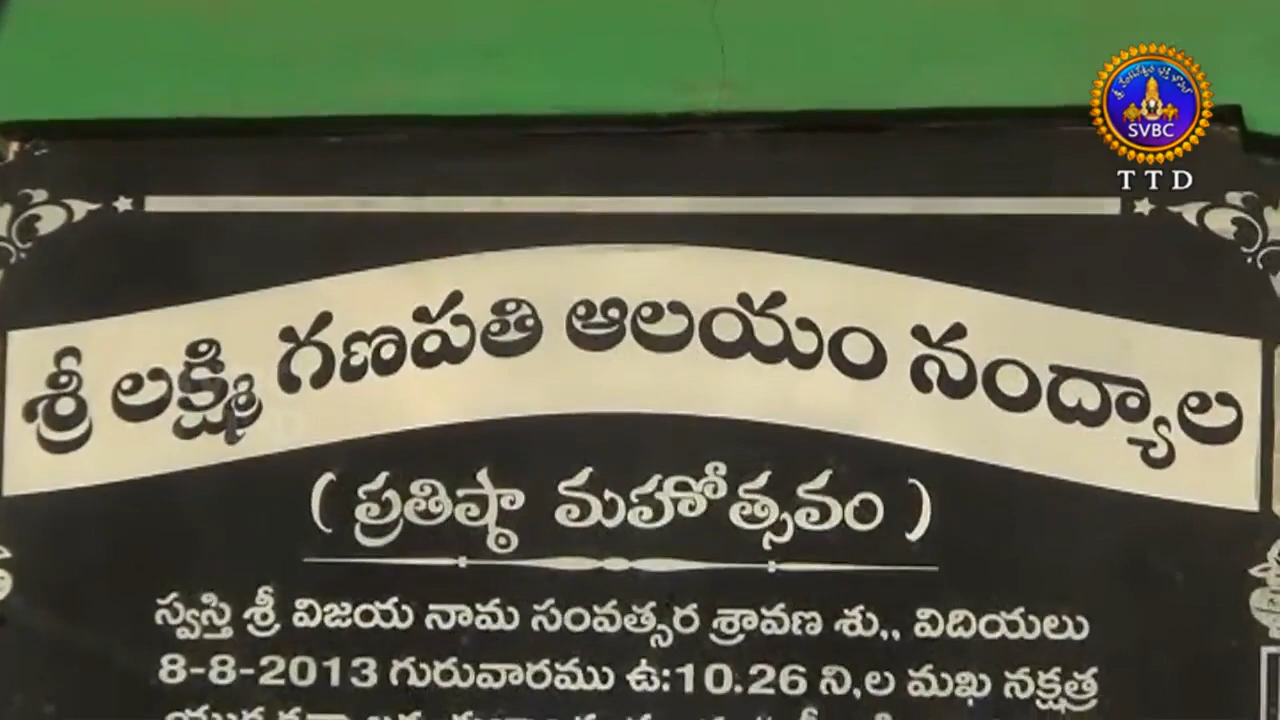 SVBC
T T D
శ్రీ లక్ష్మి గణపతి ఆలయం నంద్యాల
( ప్రతిష్ఠా మహోత్సవం )
స్వస్తి శ్రీ విజయ నామ సంవత్సర శ్రావణ శు,, విదియలు
8-8-2013 గురువారము ఉ:10.26 ని,ల మఖ నక్షత్ర